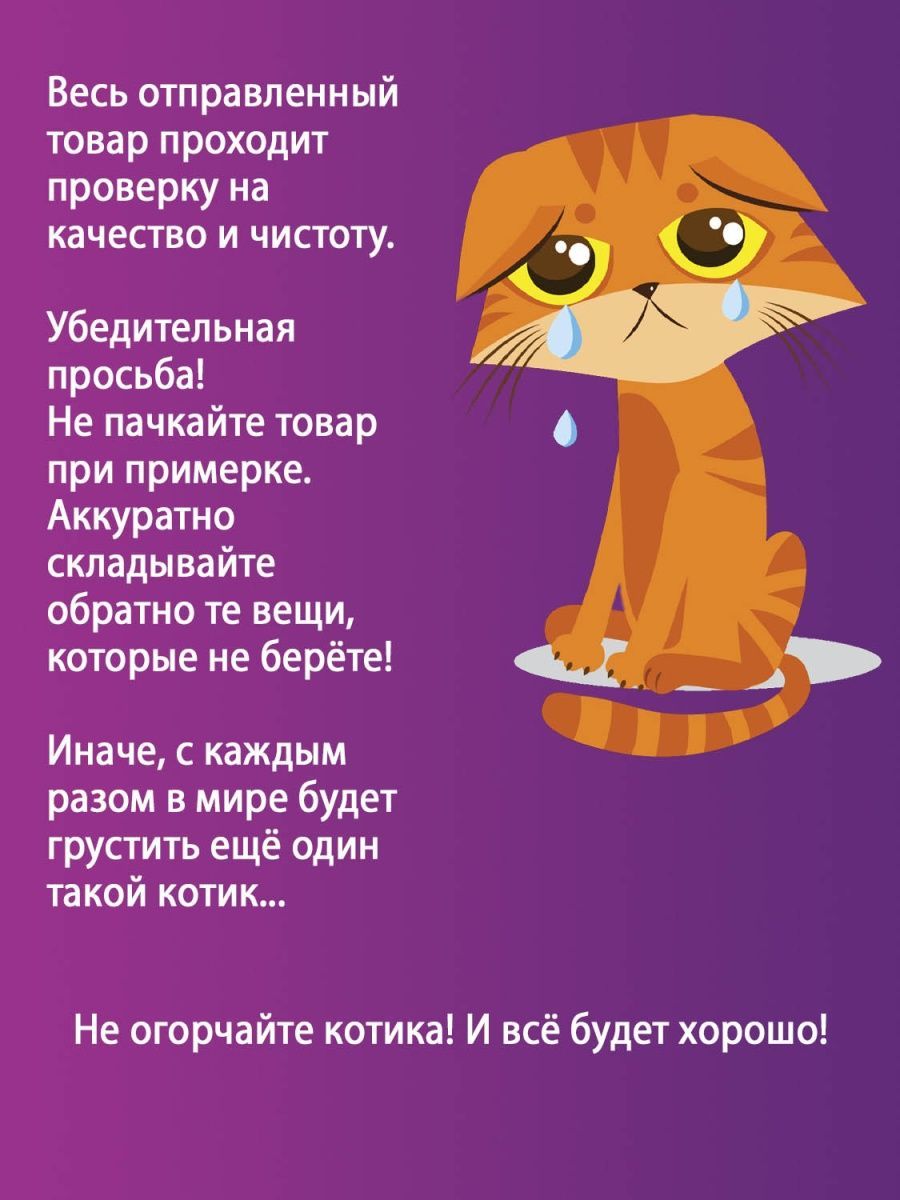 Весь отправленный
товар проходит
проверку на
качество и чистоту.
Убедительная
просьба!
Не пачкайте товар
при примерке.
Аккуратно
складывайте
обратно те вещи,
которые не берёте!
Иначе, с каждым
разом в мире будет
грустить ещё один
такой котик...
Не огорчайте котика! И всё будет хорошо!